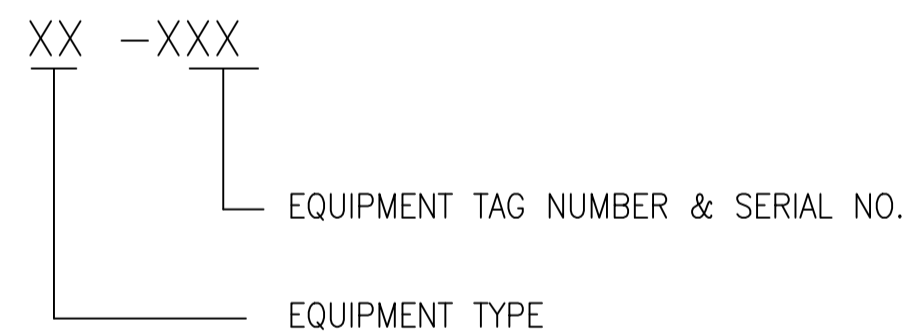 XX -XXX
EQUIPMENT TAG NUMBER & SERIAL NO.
EQUIPMENT TYPE